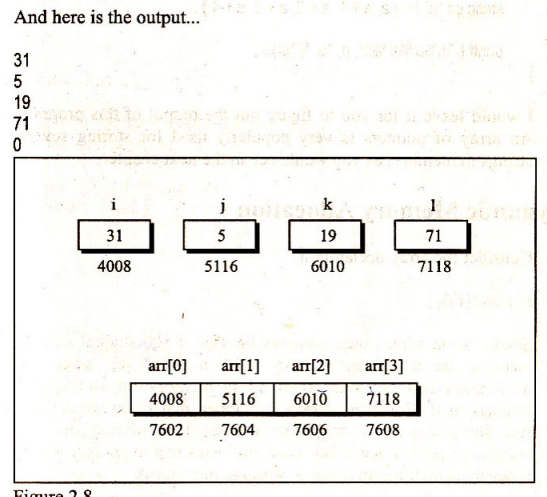 And here is the output...
31
5
19
71
0
i j k l
31 5 19 71
4008 5116 6010 7118
arr[0] arr[1] arr[2] arr[3]
4008 5116 6010 7118
7602 7604 7606 7608
Figure 2.8